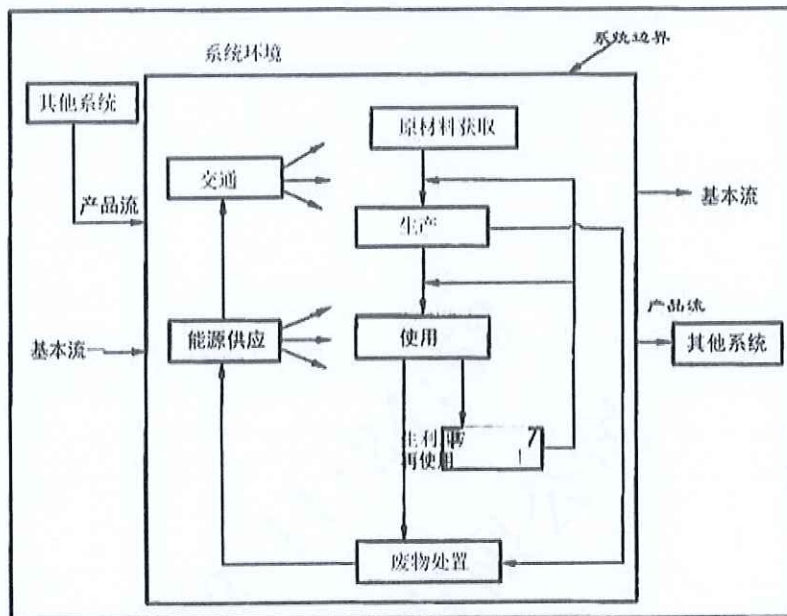 系统环境
系统边界
其他系统
原材料获取
交通
产品流
基本流
生产
产品流
能源供应
使用
基本流
其他系统
再使用
废物处置